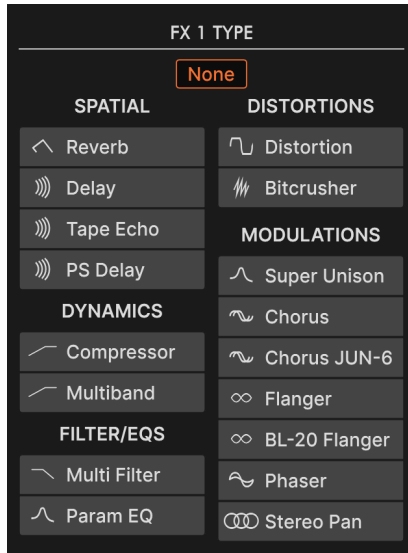 FX 1 TYPE
None
SPATIAL
Reverb
Delay
Tape Echo
PS Delay
DYNAMICS
Compressor
Multiband
FILTER/EQS
Multi Filter
Param EQ
DISTORTIONS
Distortion
Bitcrusher
MODULATIONS
Super Unison
Chorus
Chorus JUN-6
Flanger
BL-20 Flanger
Phaser
Stereo Pan